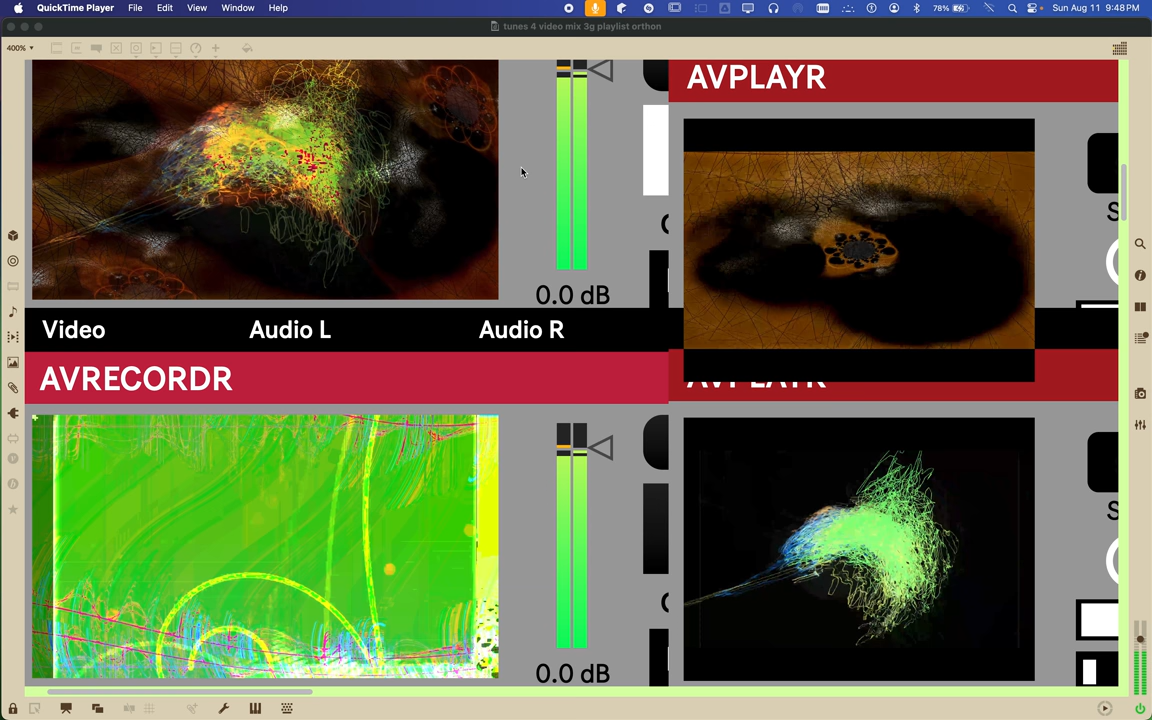 QuickTime Player File Edit View Window Help 78% Sun Aug 11 9:48 PM
tunes 4 video mix 3g playlist orthon
400%
AVPLAYR
0.0 dB
Video Audio L Audio R
AVRECORDR
AVPLAYR
S
0.0 dB